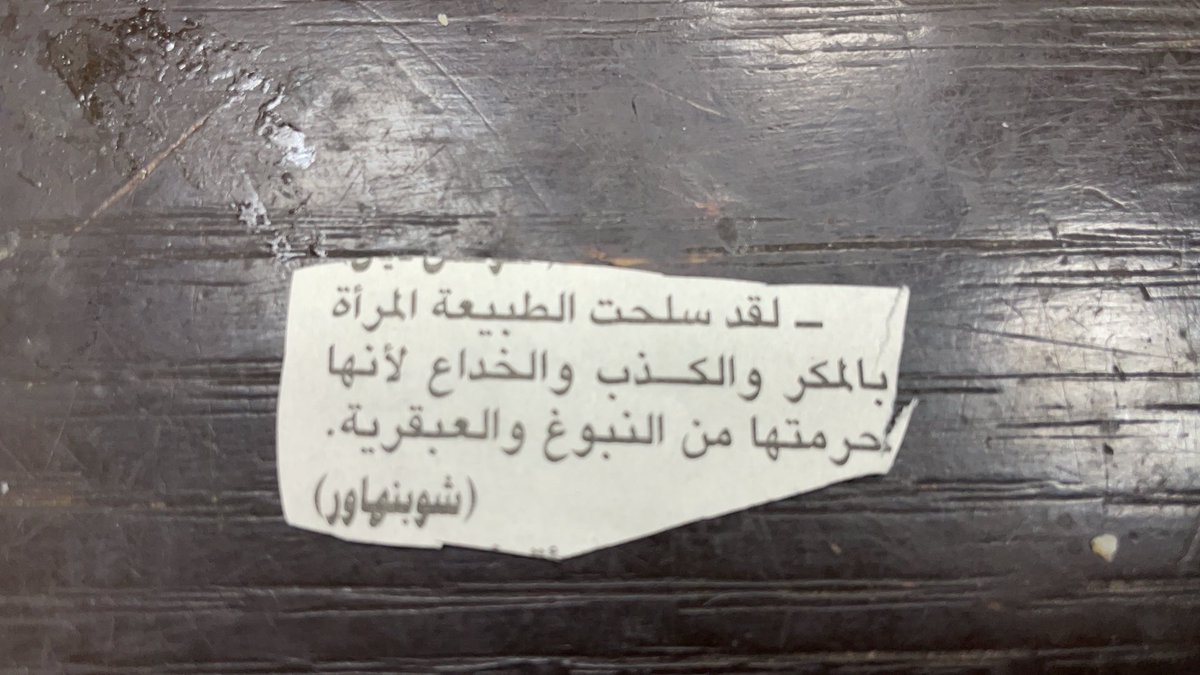 ـ لقد سلحت الطبيعة المرأة
بالمكر والكـذب والخداع لأنها
حرمتها من النبوغ والعبقرية.
(شوبنهاور)